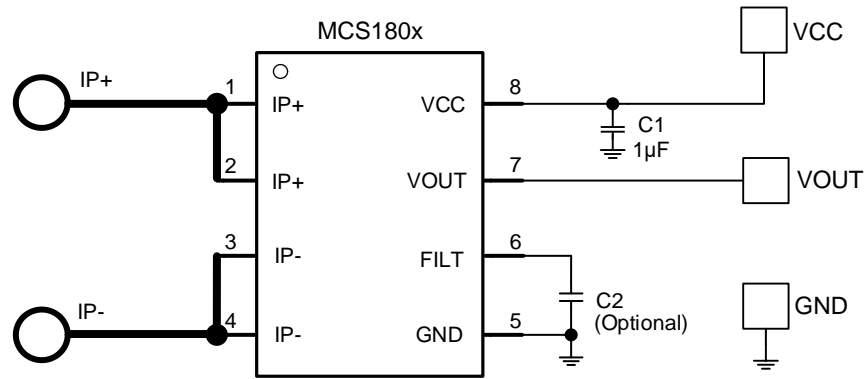 MCS180x
VCC
IP+
1
IP+
VCC
8
C1
1µF
2
IP+
VOUT
7
VOUT
3
IP-
FILT
6
C2
(Optional)
GND
IP-
4
IP-
GND
5